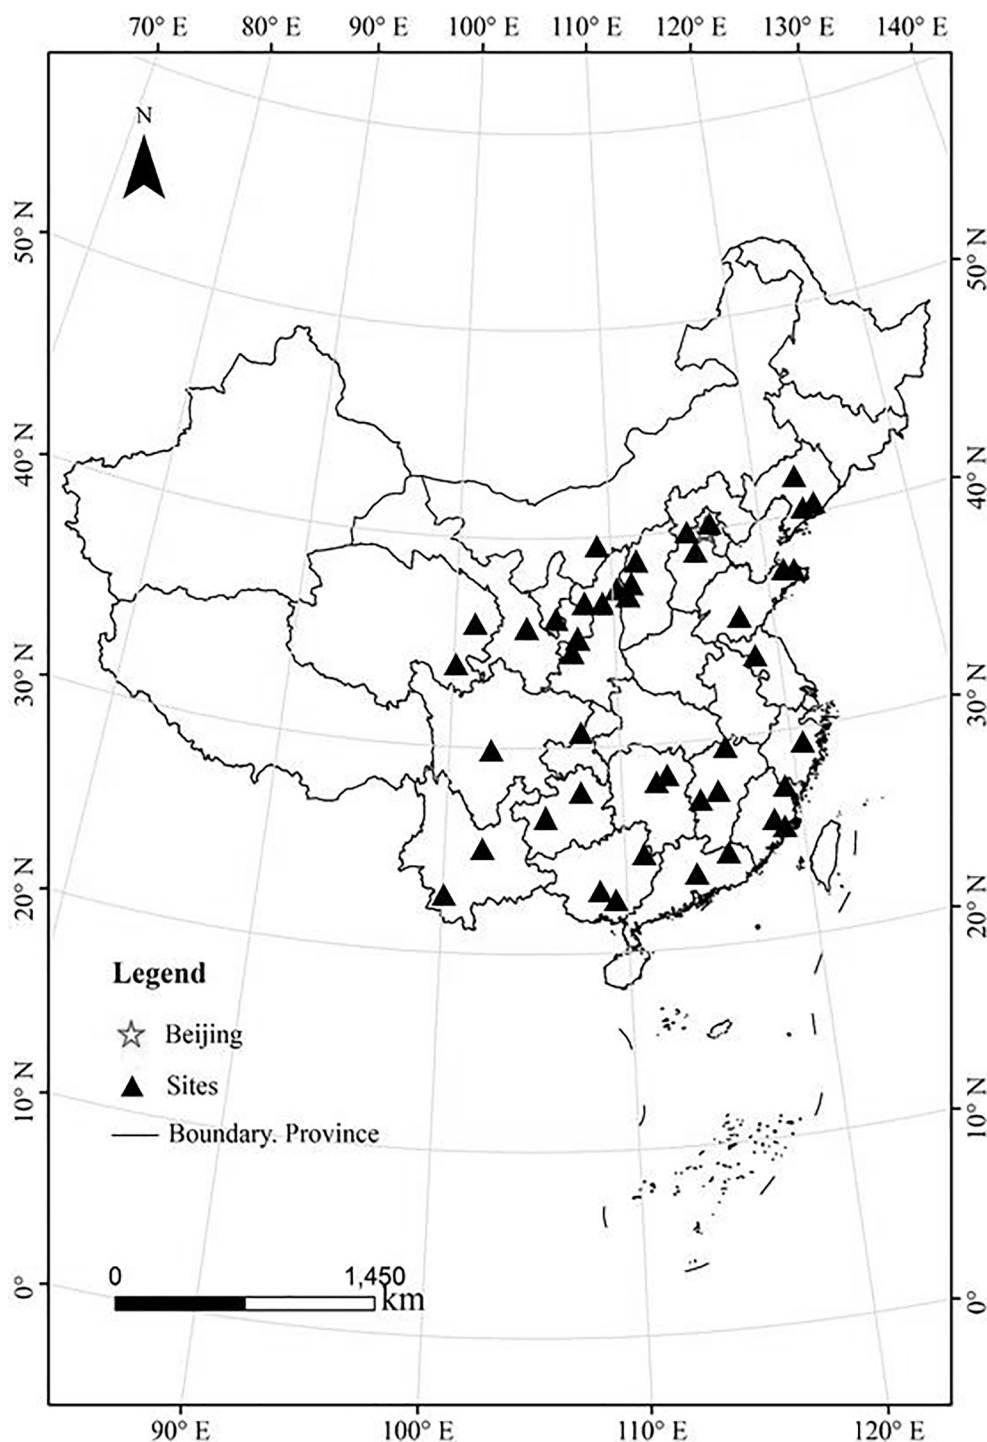 70° E 80° E 90° E 100° E 110° E 120° E 130° E 140° E
N
50° N
50° N
40° N
40° N
30° N
30° N
20° N
20° N
Legend
Beijing
Sites
10° N
10° N
Boundary. Province
0 1,450
km
0°
0°
90° E 100° E 110° E 120° E